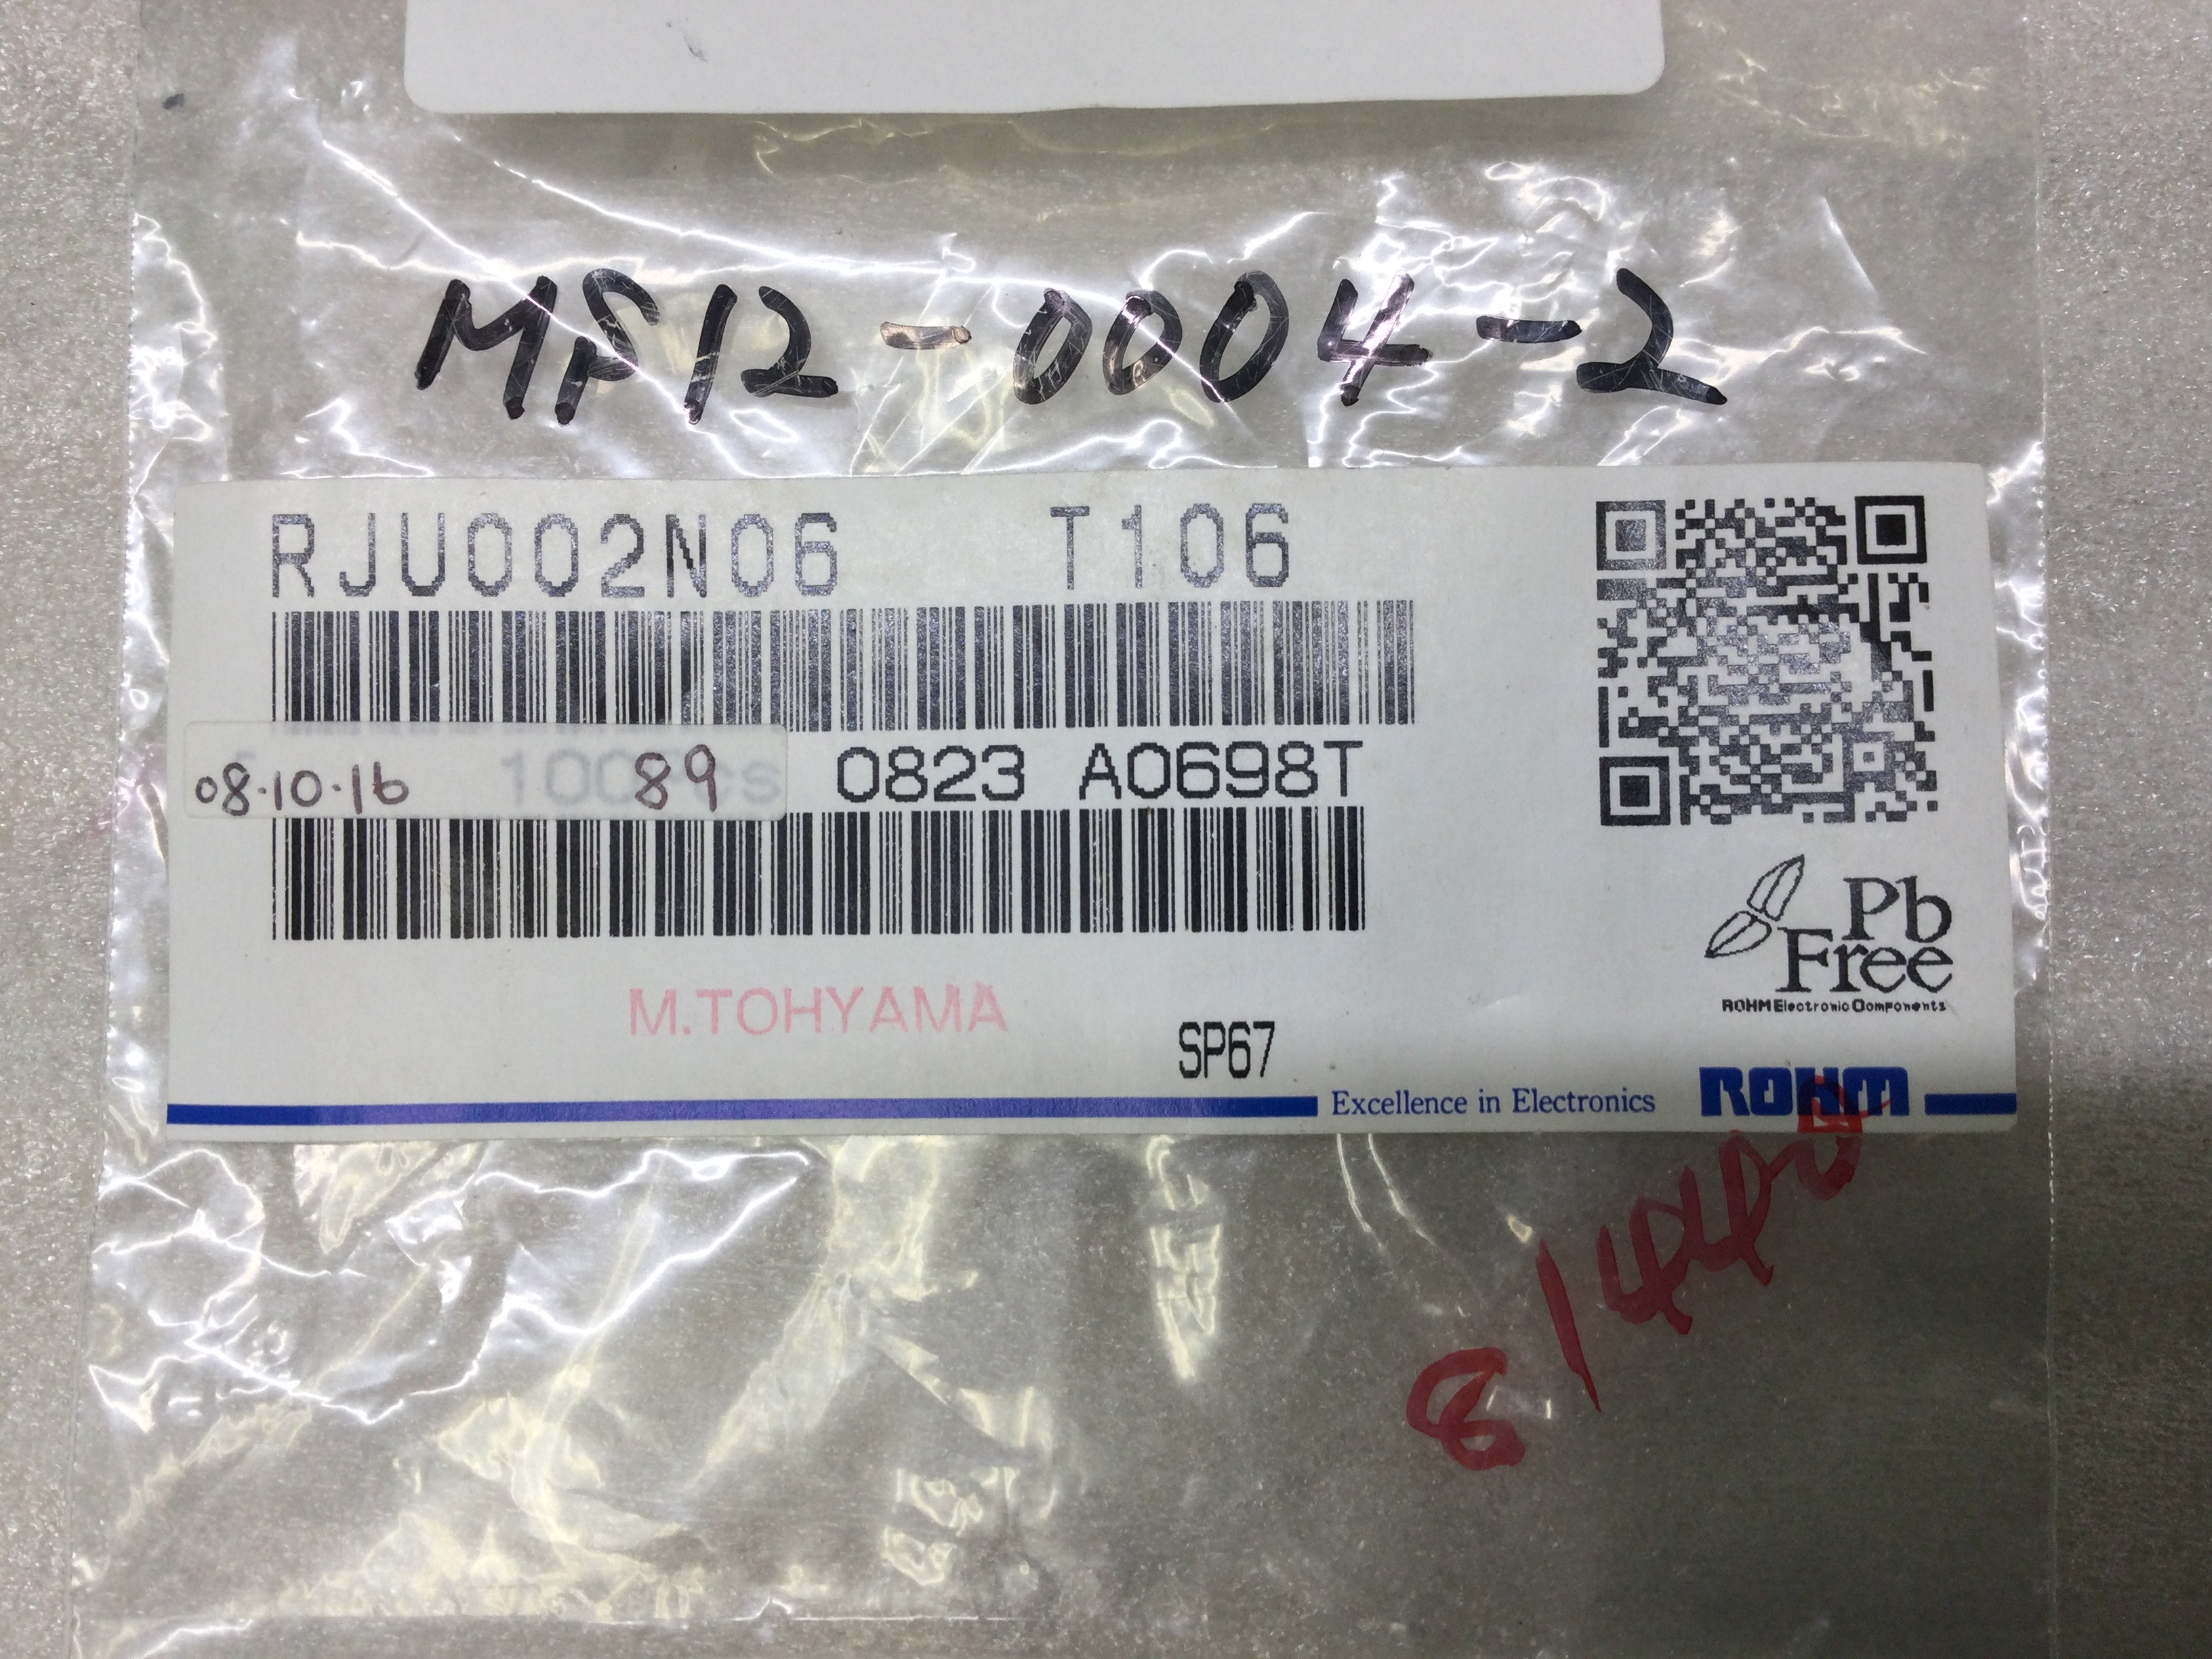 MP12-0004-2
RJU002N06 T106
08.10.16 89 0823 A0698T
Pb
Free
ROHM Electronic Components
M.TOHYAMA
SP67
Excellence in Electronics ROHM